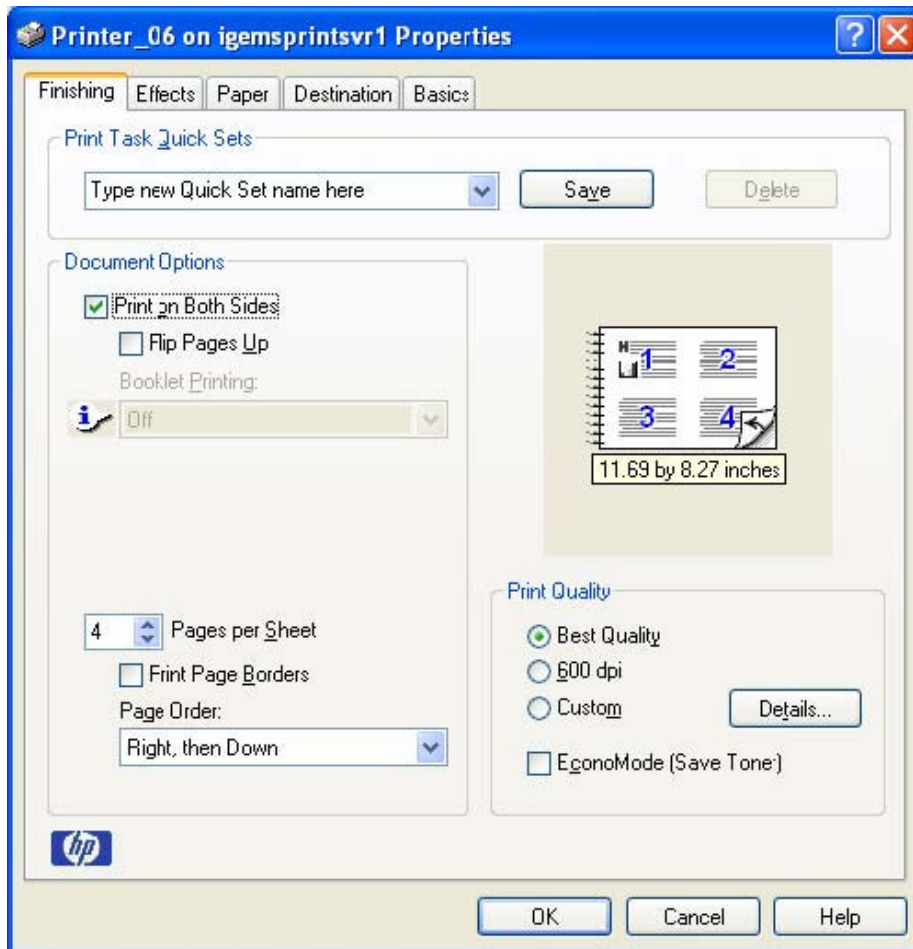 Printer_06 on igemsprintsvr1 Properties
Finishing
Effects
Paper
Destination
Basics
Print Task Quick Sets
Type new Quick Set name here
Save
Delete
Document Options
Print on Both Sides
Flip Pages Up
Booklet Printing:
Off
1
2
3
4
11.69 by 8.27 inches
4 Pages per Sheet
Print Page Borders
Page Order:
Right, then Down
Print Quality
Best Quality
600 dpi
Custom
Details...
EconoMode (Save Toner)
hp
OK
Cancel
Help